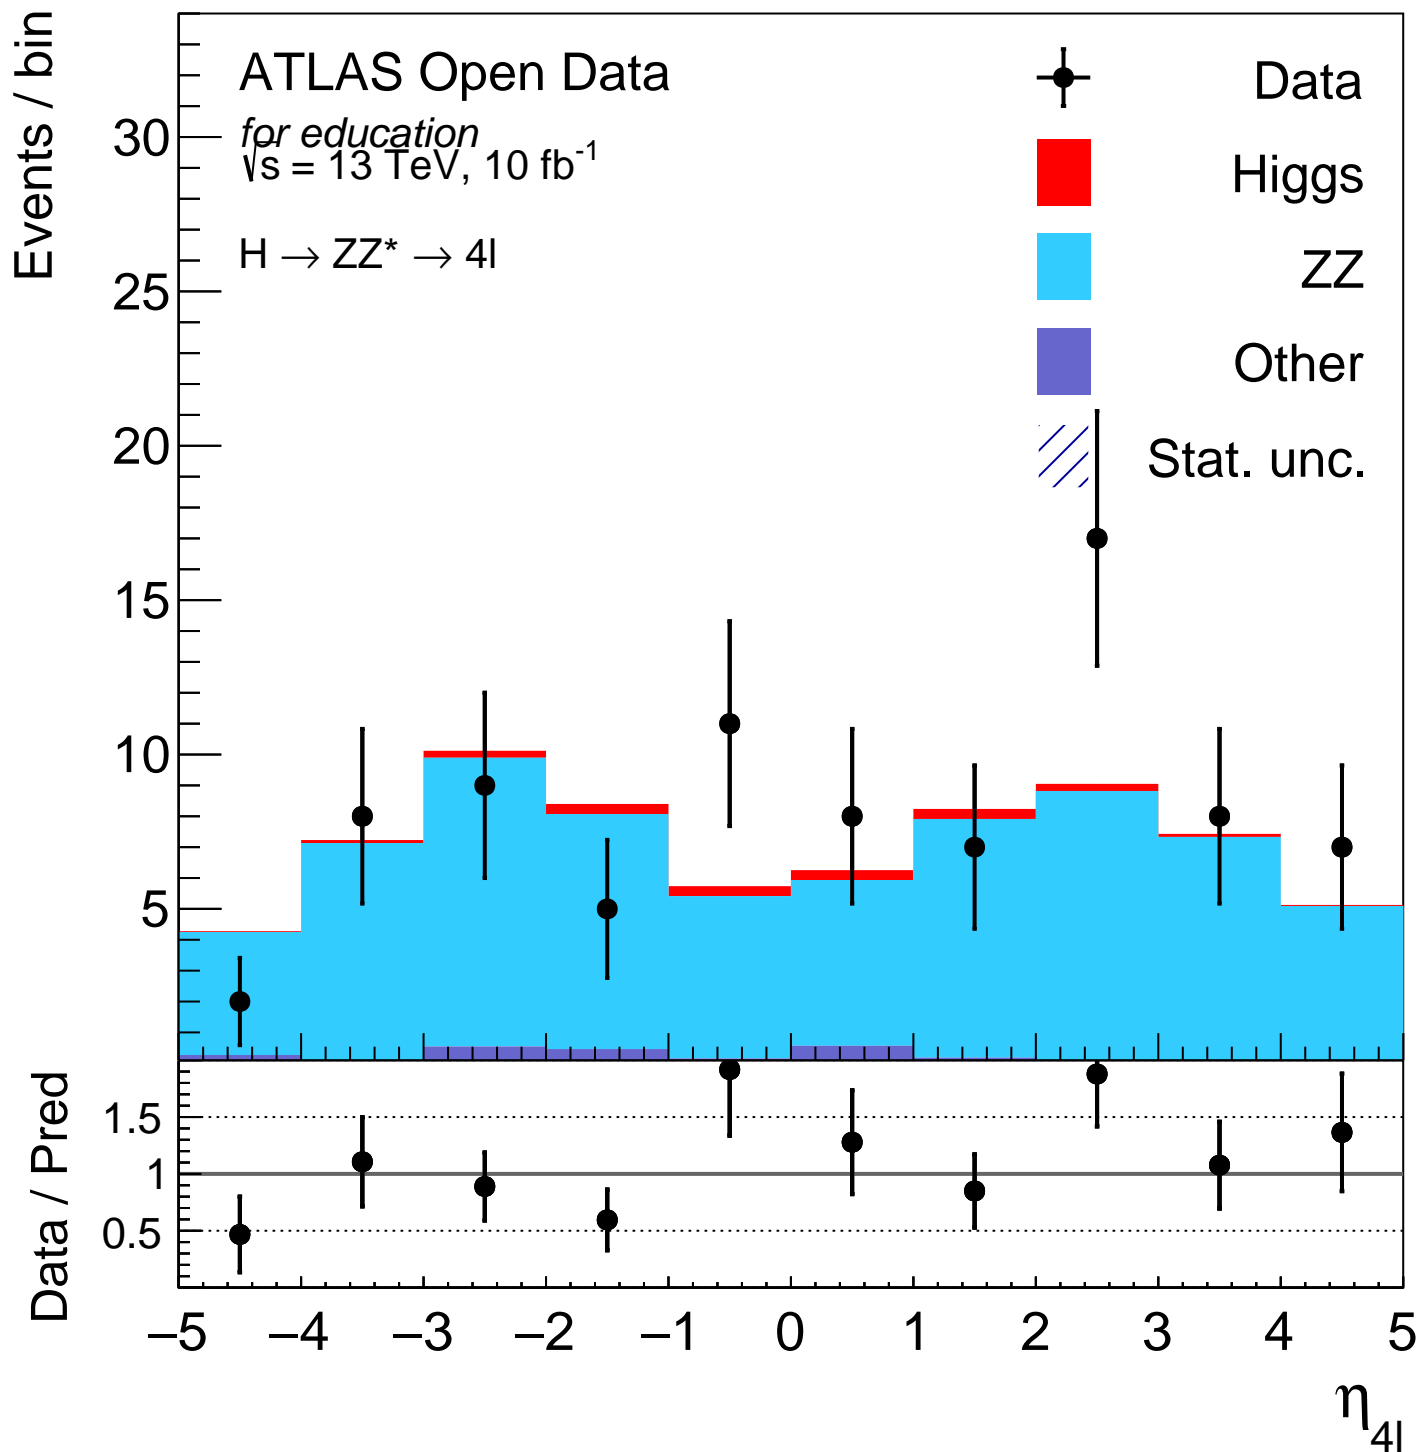 Events / bin
ATLAS Open Data
for education
√s = 13 TeV, 10 fb-1
H → ZZ* → 4l
Data
Higgs
ZZ
Other
Stat. unc.
30
25
20
15
10
5
Data / Pred
1.5
1
0.5
−5 −4 −3 −2 −1 0 1 2 3 4 5
η4l